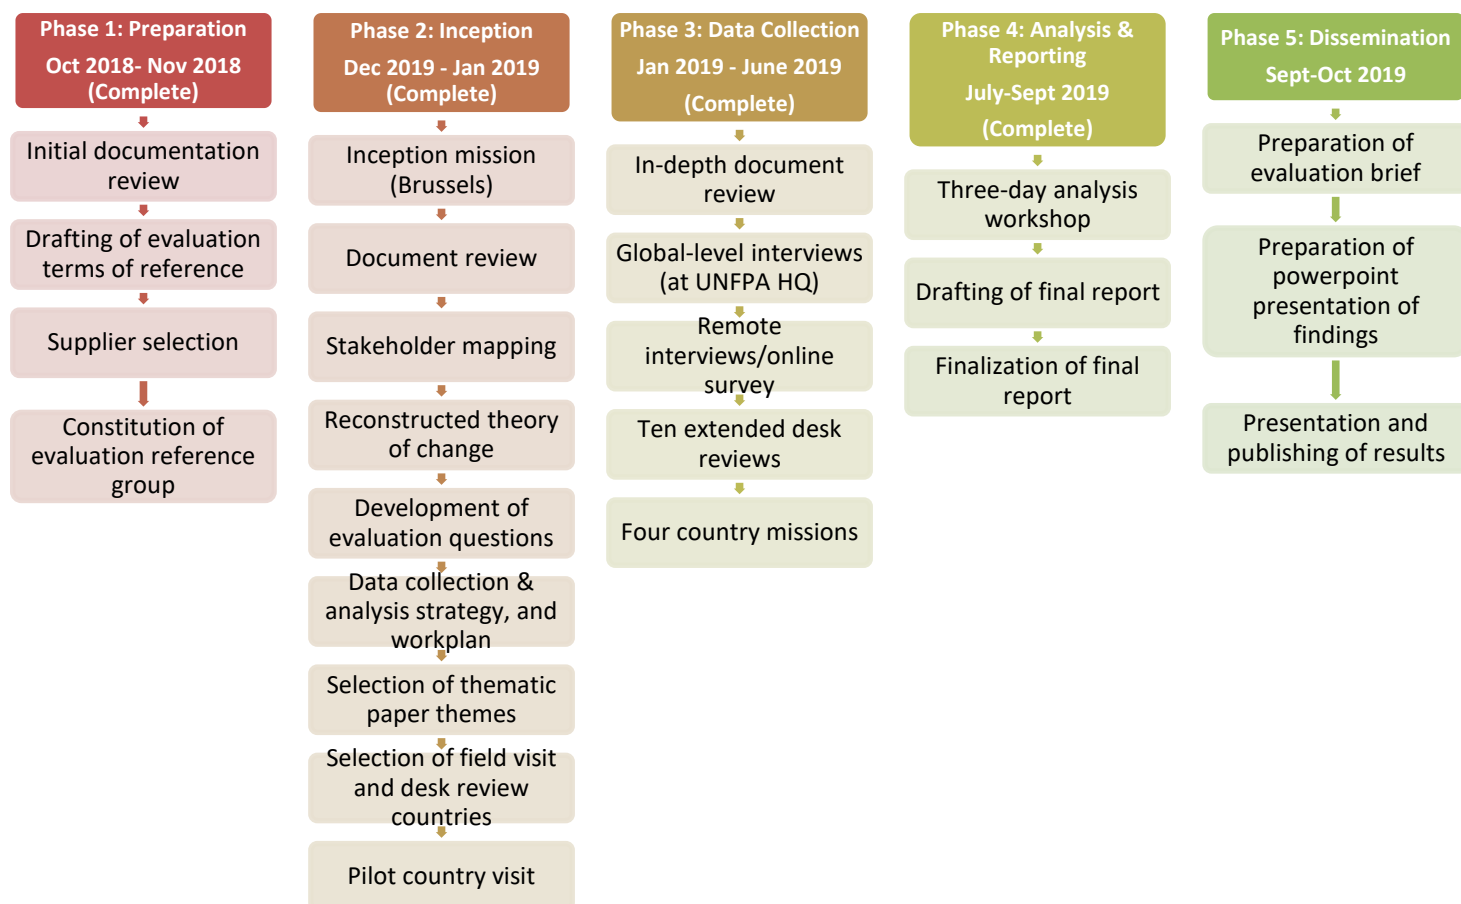 Phase 1: Preparation
Oct 2018- Nov 2018
(Complete)
Initial documentation
review
Drafting of evaluation
terms of reference
Supplier selection
Constitution of
evaluation reference
group
Phase 2: Inception
Dec 2019 - Jan 2019
(Complete)
Inception mission
(Brussels)
Document review
Stakeholder mapping
Reconstructed theory
of change
Development of
evaluation questions
Data collection &
analysis strategy, and
workplan
Selection of thematic
paper themes
Selection of field visit
and desk review
countries
Pilot country visit
Phase 3: Data Collection
Jan 2019 - June 2019
(Complete)
In-depth document
review
Global-level interviews
(at UNFPA HQ)
Remote
interviews/online
survey
Ten extended desk
reviews
Four country missions
Phase 4: Analysis &
Reporting
July-Sept 2019
(Complete)
Three-day analysis
workshop
Drafting of final report
Finalization of final
report
Phase 5: Dissemination
Sept-Oct 2019
Preparation of
evaluation brief
Preparation of
powerpoint
presentation of
findings
Presentation and
publishing of results